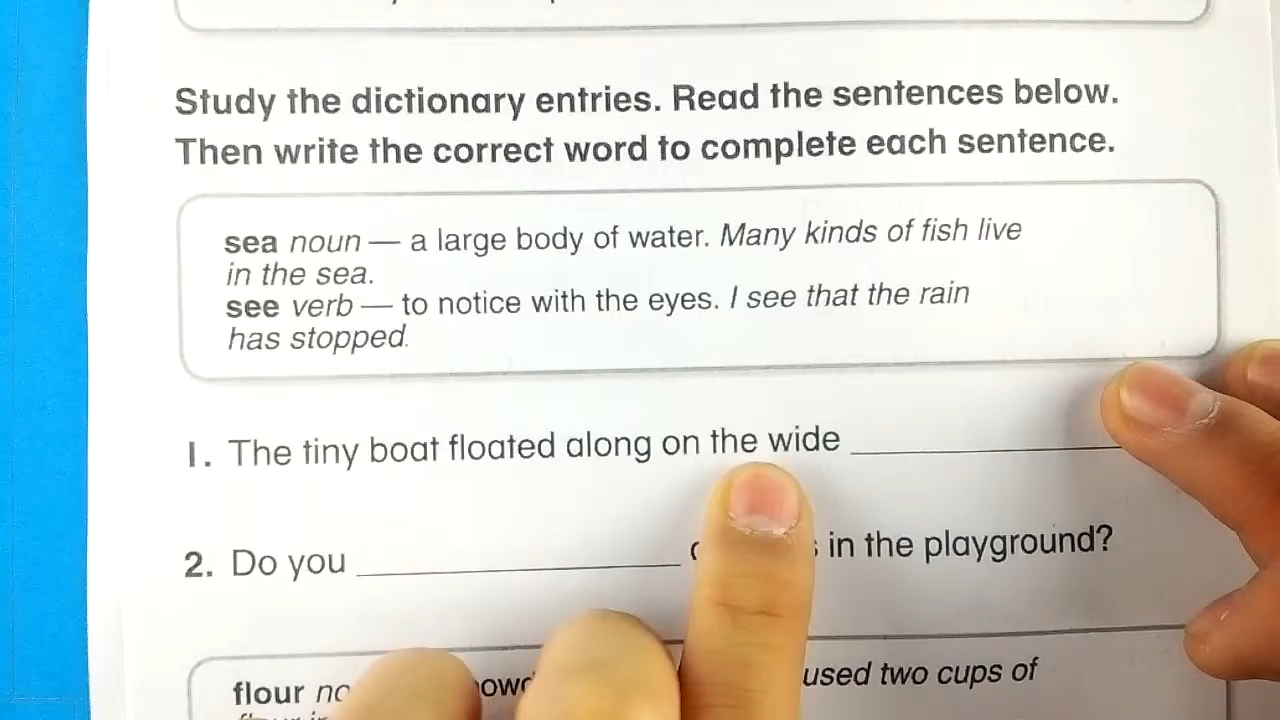 Study the dictionary entries. Read the sentences below.
Then write the correct word to complete each sentence.
sea noun — a large body of water. Many kinds of fish live
in the sea.
see verb — to notice with the eyes. I see that the rain
has stopped.
1. The tiny boat floated along on the wide
2. Do you in the playground?
flour used two cups of